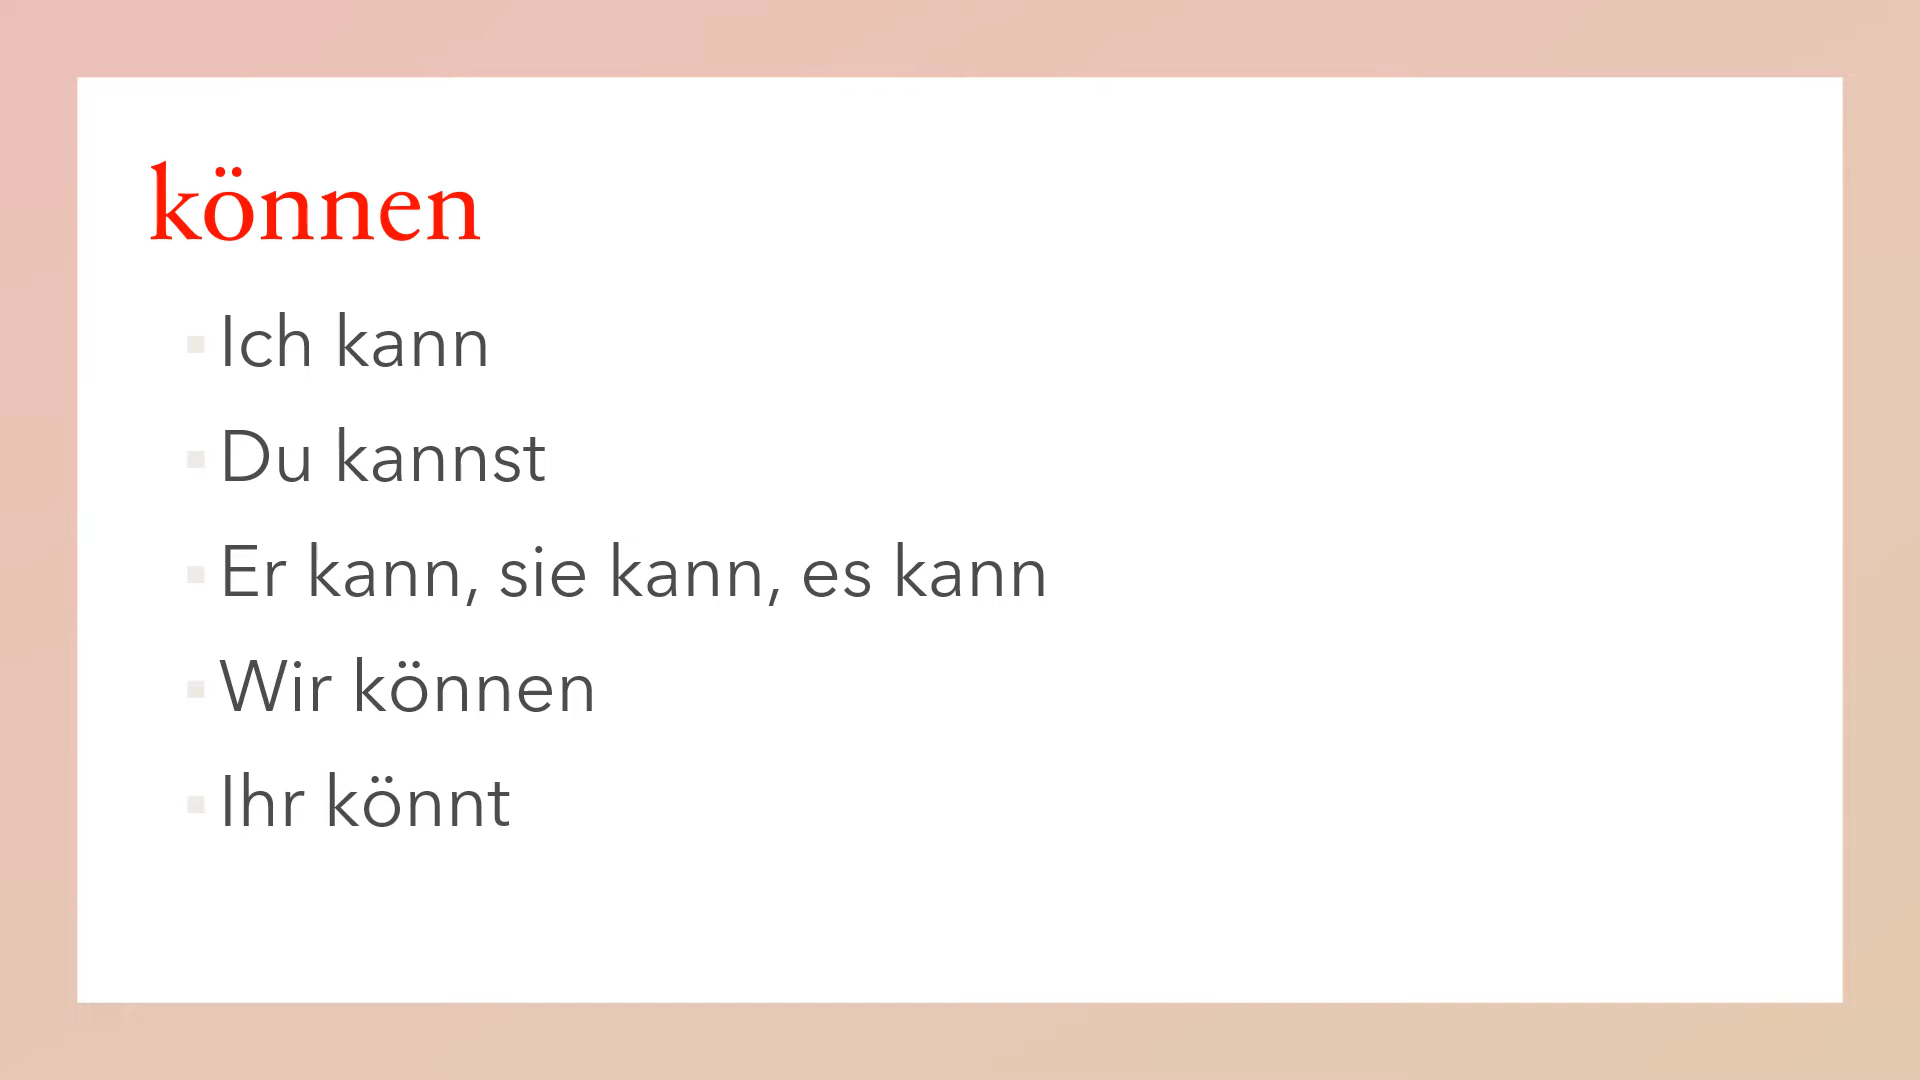 können
Ich kann
Du kannst
Er kann, sie kann, es kann
Wir können
Ihr könnt